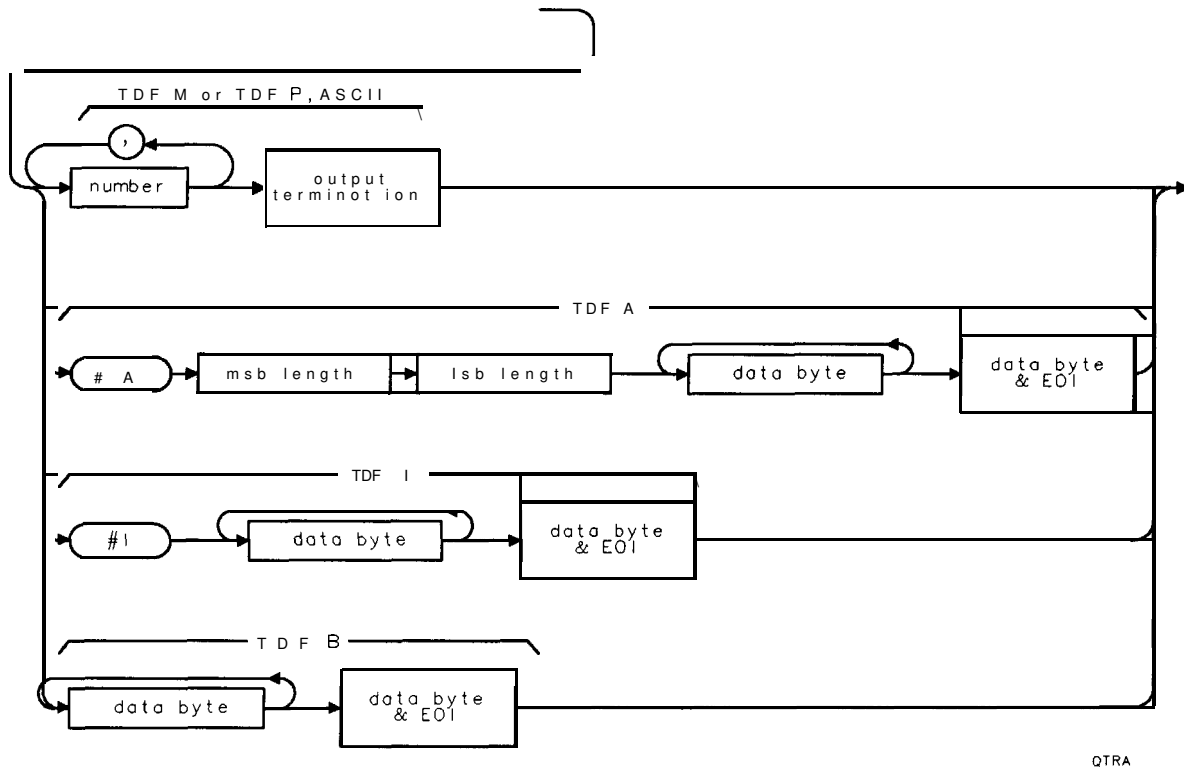 TDF M or TDF P, ASCII
,
number
output
terminot ion
TDF A
# A
msb length
lsb length
data byte
data byte
& EOI
TDF I
#I
data byte
data byte
& EOI
TDF B
data byte
data byte
& EOI
QTRA